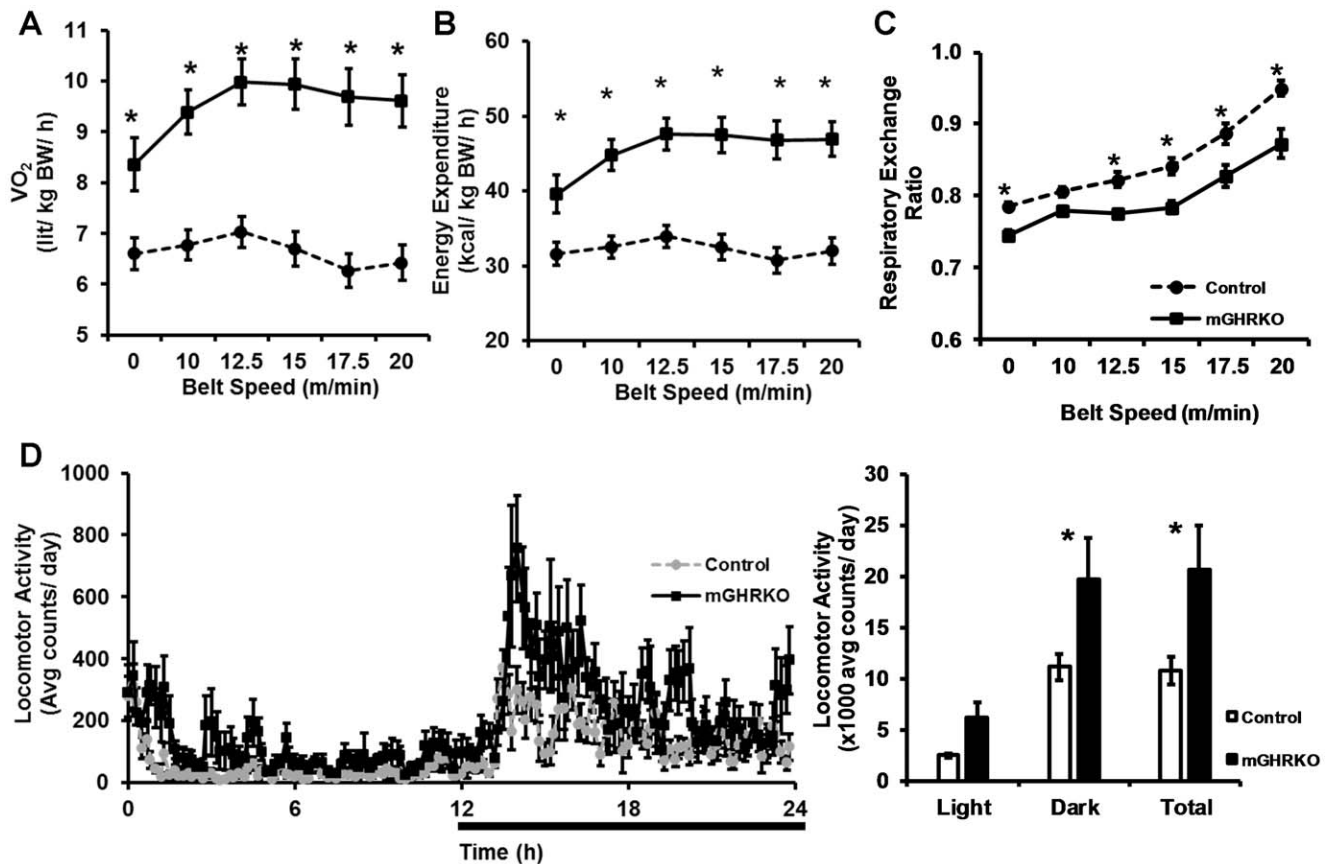 A
VO2
(lit/ kg BW/ h)
11
10
9
8
7
6
5
* * * * * *
0 10 12.5 15 17.5 20
Belt Speed (m/min)
B
Energy Expenditure
(kcal/ kg BW/ h)
60
50
40
30
20
* * * * * *
0 10 12.5 15 17.5 20
Belt Speed (m/min)
C
Respiratory Exchange
Ratio
1.0
0.9
0.8
0.7
0.6
* * * * *
Control
mGHRKO
0 10 12.5 15 17.5 20
Belt Speed (m/min)
D
Locomotor Activity
(Avg counts/ day)
1000
800
600
400
200
0
Control
mGHRKO
0 6 12 18 24
Time (h)
Locomotor Activity
(x1000 avg counts/ day)
30
25
20
15
10
5
0
* *
Control
mGHRKO
Light Dark Total